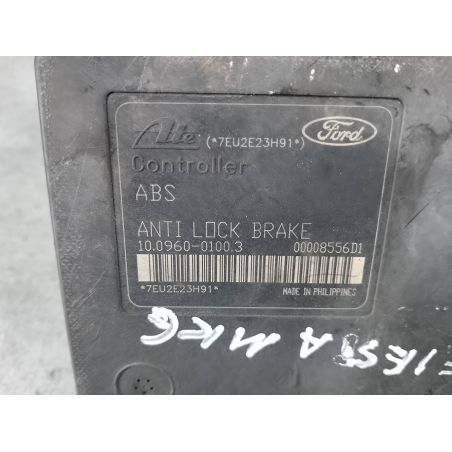 Ate (*7EU2E23H91*) Ford
Controller
ABS
ANTI LOCK BRAKE
10.0960-0100.3 00008556D1
*7EU2E23H91* MADE IN PHILIPPINES
FIESTA MK6